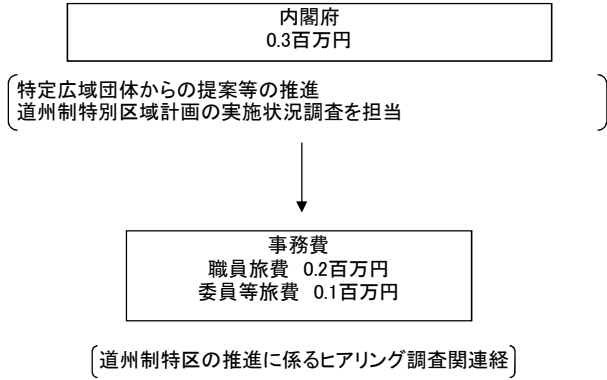 内閣府
0.3百万円
特定広域団体からの提案等の推進
道州制特別区域計画の実施状況調査を担当
事務費
職員旅費 0.2百万円
委員等旅費 0.1百万円
道州制特区の推進に係るヒアリング調査関連経